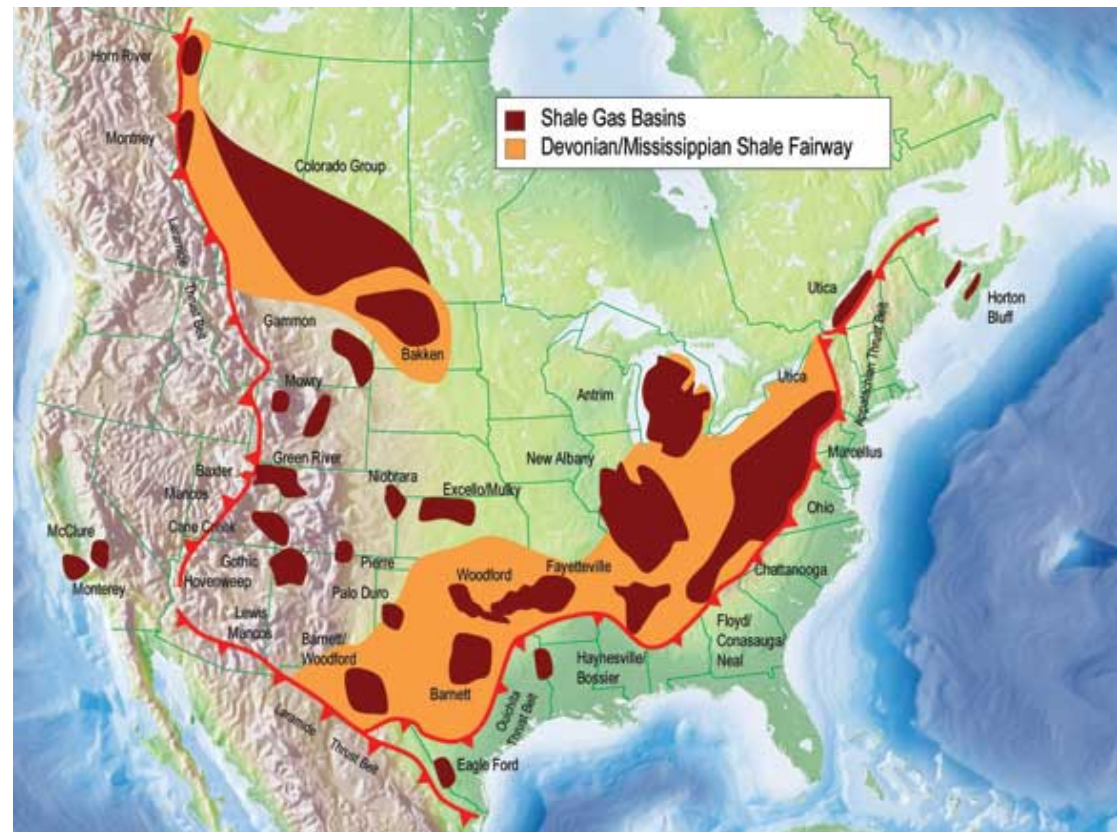 Horn River
Shale Gas Basins
Devonian/Mississippian Shale Fairway
Montney
Colorado Group
Laramide Thrust Belt
Utica
Horton
Bluff
Gammon
Bakken
Utica
Appalachian Thrust Belt
Mowry
Antrim
Green River
New Albany
Marcellus
Baxter
Mancos
Niobrara
Excello/Mulky
Ohio
McClure
Cane Creek
Monterey
Gothic
Pierre
Woodford
Fayetteville
Chattanooga
Hovenweep
Palo Duro
Lewis
Mancos
Barnett/
Woodford
Floyd/
Conasauga/
Neal
Haynesville/
Bossier
Barnett
Ouichita
Thrust Belt
Laramide Thrust Belt
Eagle Ford